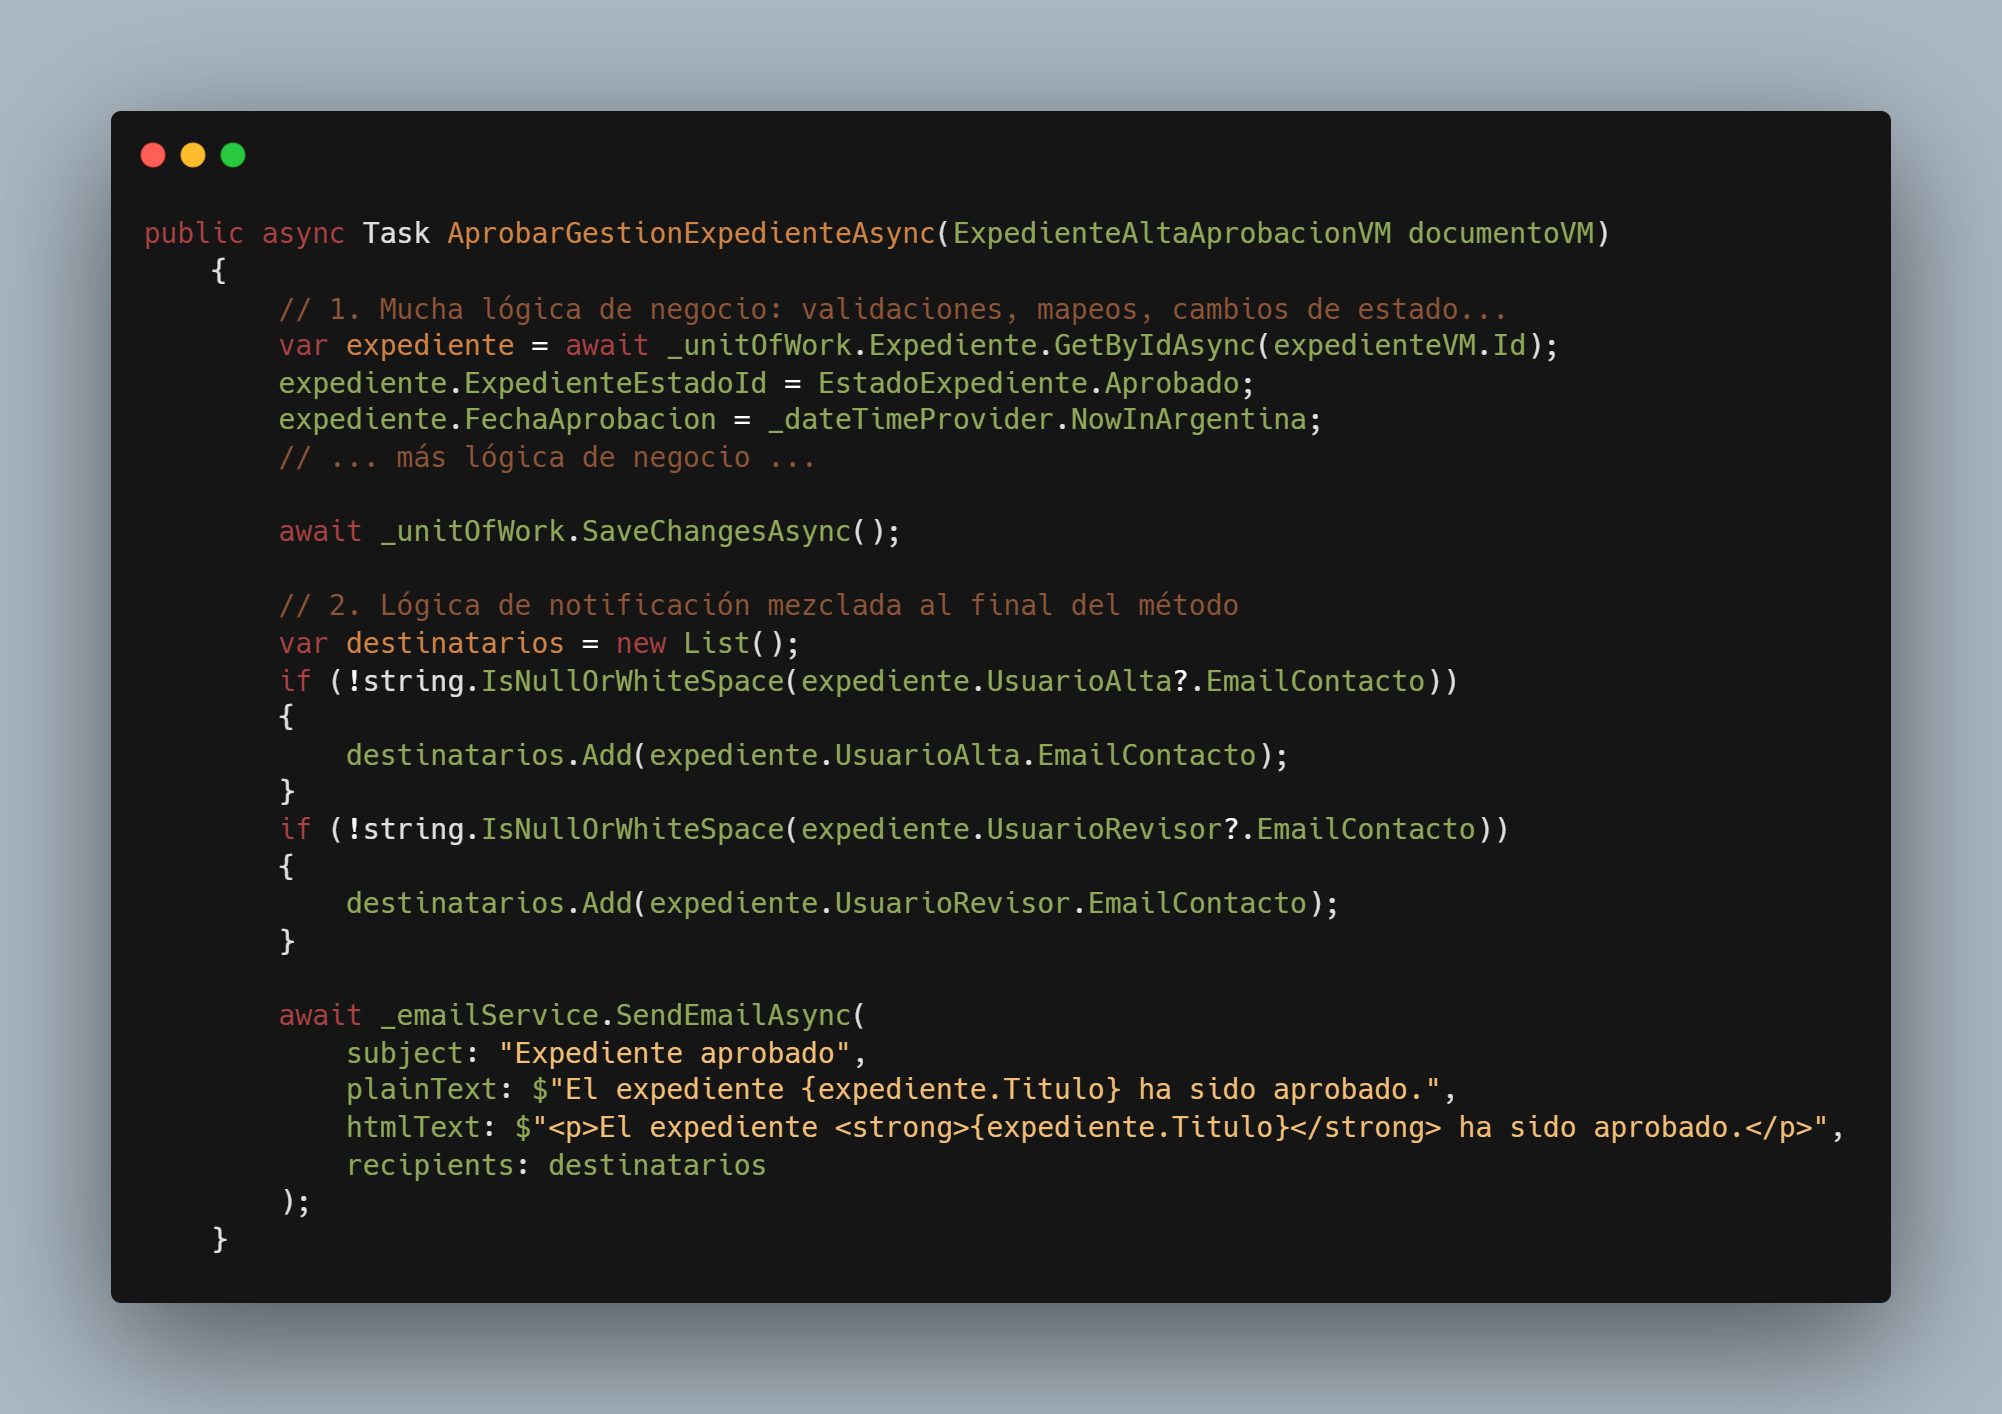 public async Task AprobarGestionExpedienteAsync(ExpedienteAltaAprobacionVM documentoVM)
    {
        // 1. Mucha lógica de negocio: validaciones, mapeos, cambios de estado...
        var expediente = await _unitOfWork.Expediente.GetByIdAsync(expedienteVM.Id);
        expediente.ExpedienteEstadoId = EstadoExpediente.Aprobado;
        expediente.FechaAprobacion = _dateTimeProvider.NowInArgentina;
        // ... más lógica de negocio ...

        await _unitOfWork.SaveChangesAsync();

        // 2. Lógica de notificación mezclada al final del método
        var destinatarios = new List();
        if (!string.IsNullOrWhiteSpace(expediente.UsuarioAlta?.EmailContacto))
        {
            destinatarios.Add(expediente.UsuarioAlta.EmailContacto);
        }
        if (!string.IsNullOrWhiteSpace(expediente.UsuarioRevisor?.EmailContacto))
        {
            destinatarios.Add(expediente.UsuarioRevisor.EmailContacto);
        }

        await _emailService.SendEmailAsync(
            subject: "Expediente aprobado",
            plainText: $"El expediente {expediente.Titulo} ha sido aprobado.",
            htmlText: $"<p>El expediente <strong>{expediente.Titulo}</strong> ha sido aprobado.</p>",
            recipients: destinatarios
        );
    }